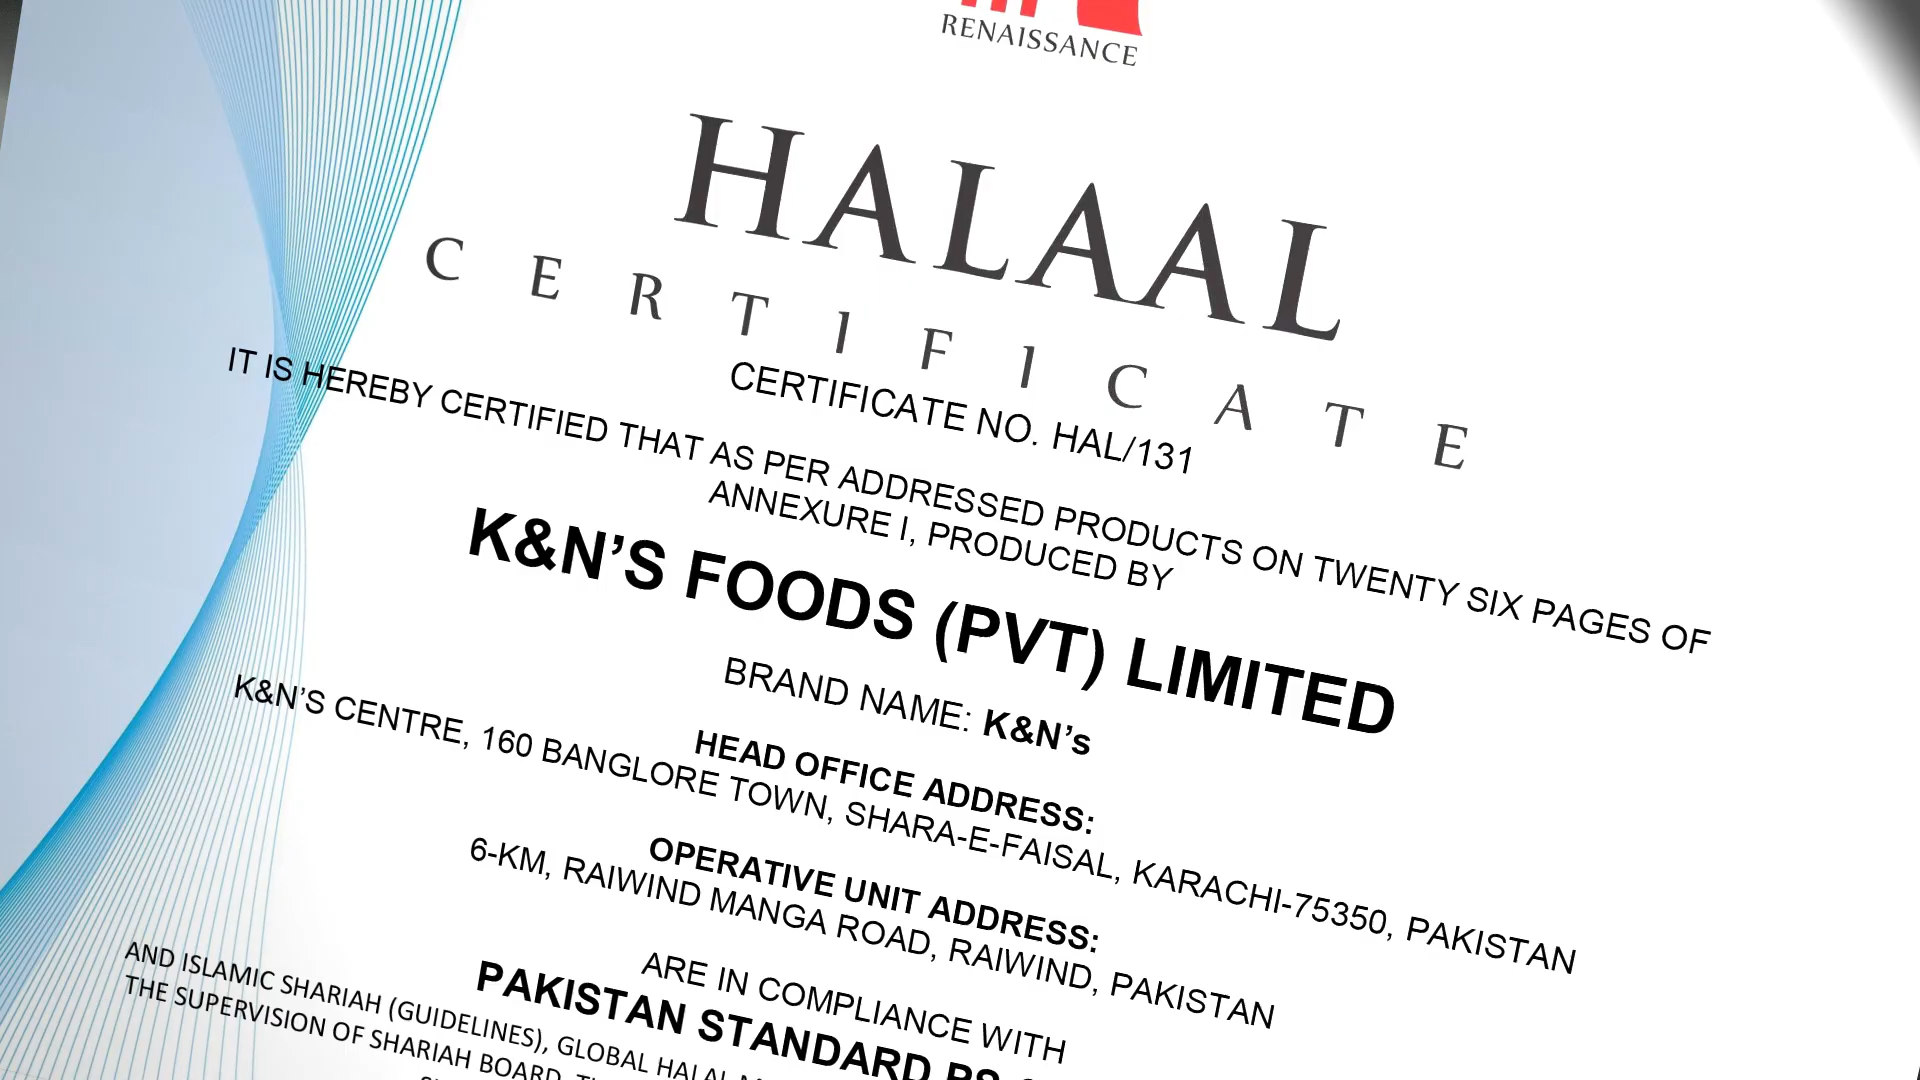 RENAISSANCE
HALAAL
CERTIFICATE
CERTIFICATE NO. HAL/131
IT IS HEREBY CERTIFIED THAT AS PER ADDRESSED PRODUCTS ON TWENTY SIX PAGES OF
ANNEXURE I, PRODUCED BY
K&N’S FOODS (PVT) LIMITED
BRAND NAME: K&N’s
HEAD OFFICE ADDRESS:
K&N’S CENTRE, 160 BANGLORE TOWN, SHARA-E-FAISAL, KARACHI-75350, PAKISTAN
OPERATIVE UNIT ADDRESS:
6-KM, RAIWIND MANGA ROAD, RAIWIND, PAKISTAN
ARE IN COMPLIANCE WITH
PAKISTAN STANDARD PS
AND ISLAMIC SHARIAH (GUIDELINES), GLOBAL HALAL
THE SUPERVISION OF SHARIAH BOARD